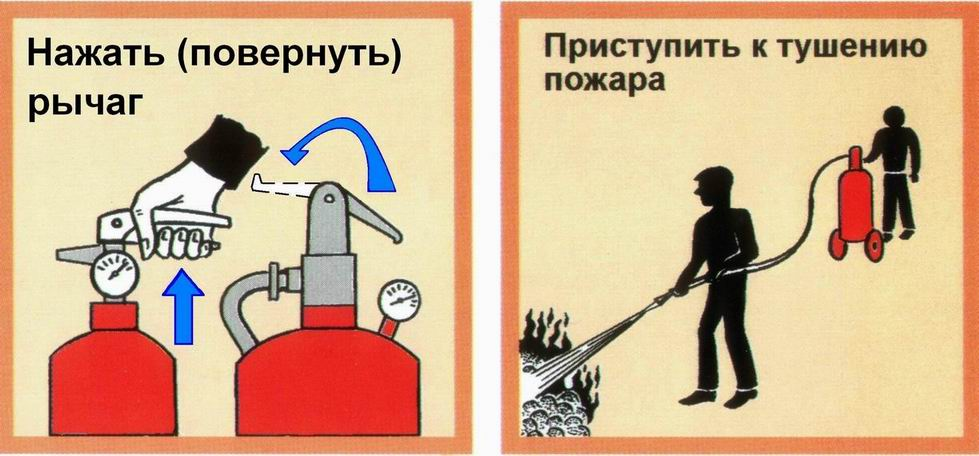 Нажать (повернуть)
рычаг
Приступить к тушению
пожара